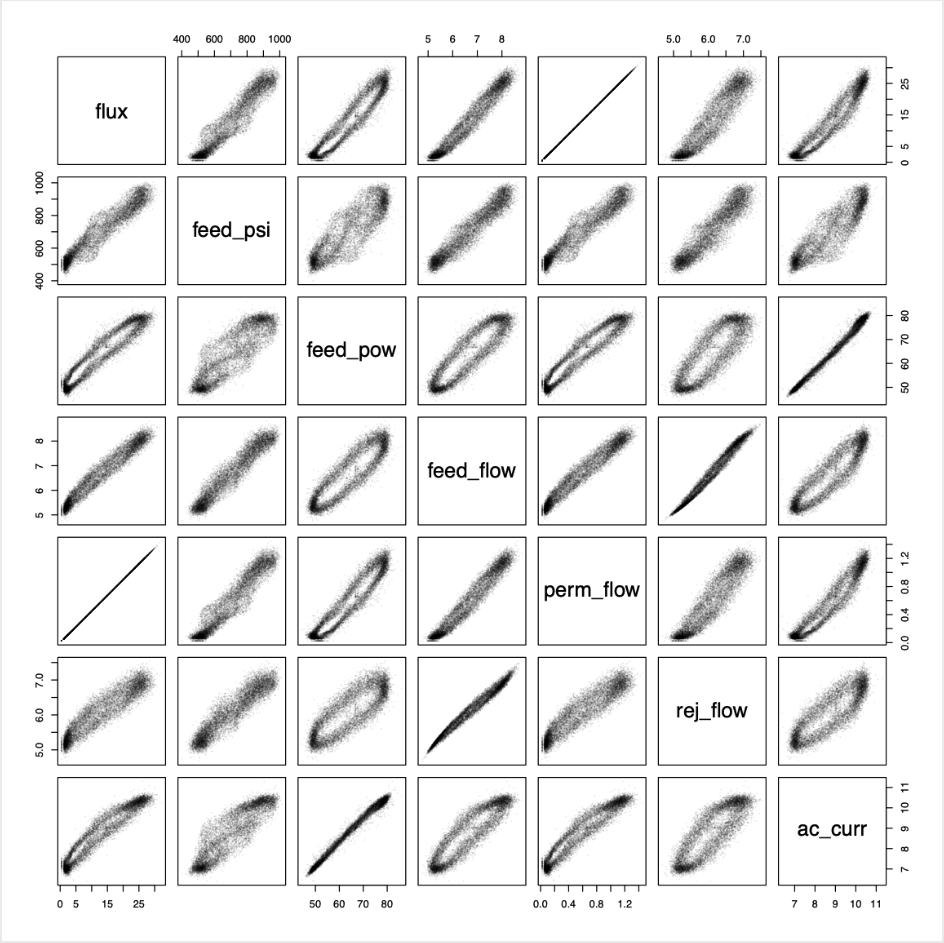 400 600 800 1000 5 6 7 8 5.0 6.0 7.0
flux 0 5 15 25
400 600 800 1000 feed_psi
feed_pow 50 60 70 80
5 6 7 8 feed_flow
perm_flow 0.0 0.4 0.8 1.2
5.0 6.0 7.0 rej_flow
ac_curr 7 8 9 10 11
0 5 15 25 50 60 70 80 0.0 0.4 0.8 1.2 7 8 9 10 11